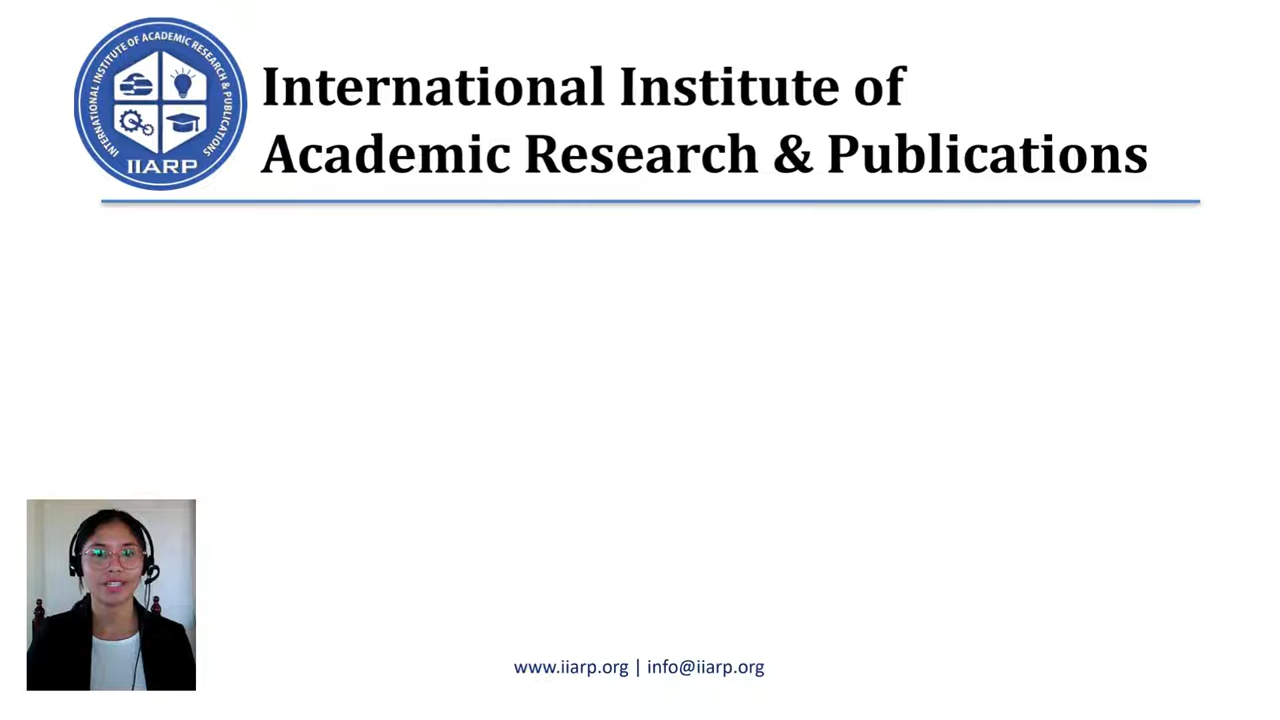 INTERNATIONAL INSTITUTE OF ACADEMIC RESEARCH & PUBLICATIONS
IIARP
International Institute of
Academic Research & Publications
www.iiarp.org | info@iiarp.org